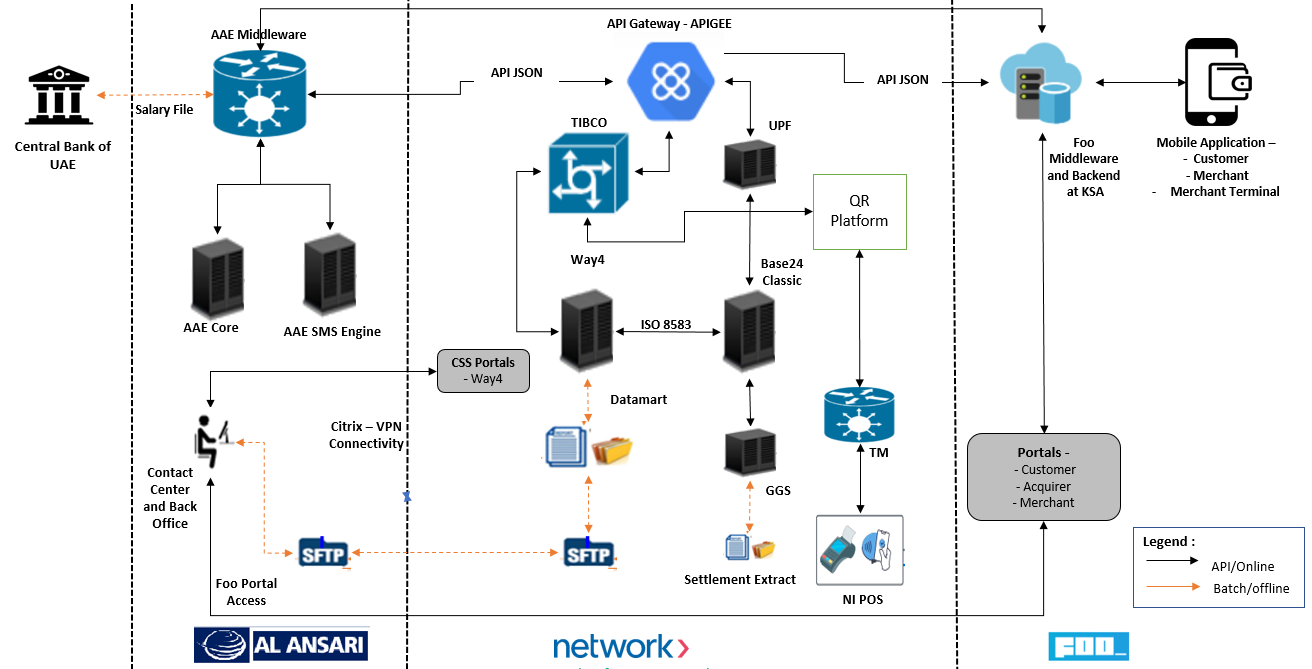 API Gateway - APIGEE
AAE Middleware
API JSON
API JSON
Salary File
Central Bank of
UAE
TIBCO
UPF
Foo
Middleware
and Backend
at KSA
Mobile Application –
- Customer
- Merchant
- Merchant Terminal
QR
Platform
Way4
Base24
Classic
AAE Core
AAE SMS Engine
ISO 8583
CSS Portals
- Way4
Datamart
Citrix – VPN
Connectivity
REPORT
TM
Contact
Center
and Back
Office
GGS
Portals -
- Customer
- Acquirer
- Merchant
SFTP
SFTP
Settlement Extract
Foo Portal
Access
NI POS
Legend :
API/Online
Batch/offline
AL ANSARI
network
FOO_